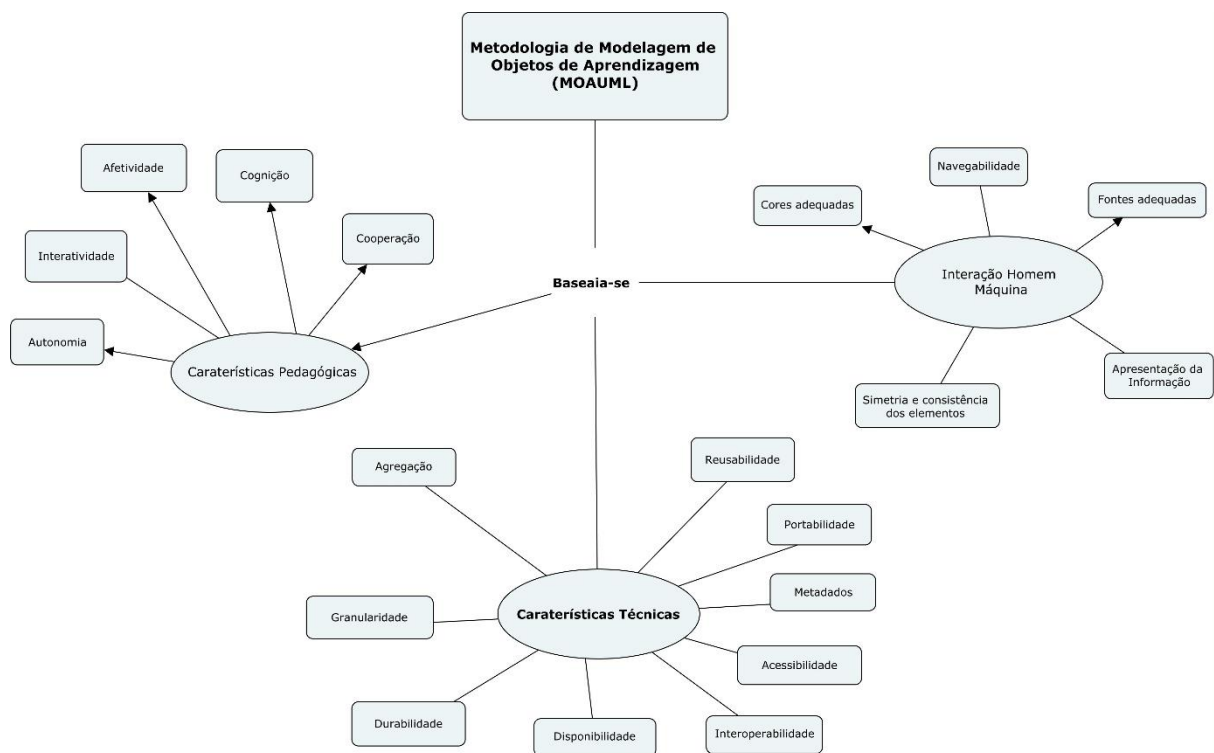 Metodologia de Modelagem de
Objetos de Aprendizagem
(MOAUML)
Afetividade
Cognição
Cooperação
Interatividade
Autonomia
Caraterísticas Pedagógicas
Baseaia-se
Navegabilidade
Cores adequadas
Fontes adequadas
Interação Homem
Máquina
Apresentação da
Informação
Simetria e consistência
dos elementos
Agregação
Reusabilidade
Portabilidade
Metadados
Granularidade
Caraterísticas Técnicas
Acessibilidade
Durabilidade
Disponibilidade
Interoperabilidade